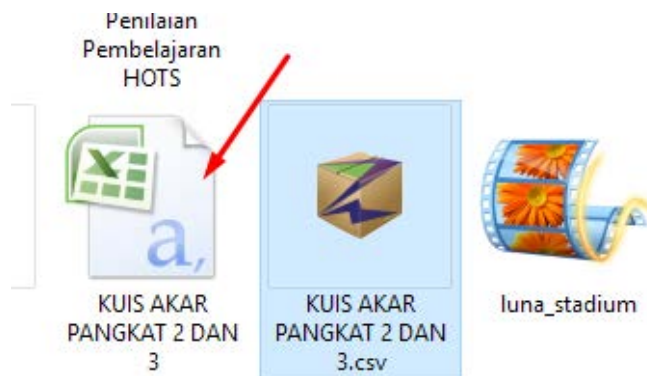 Penilaian
Pembelajaran
HOTS
a,
KUIS AKAR
PANGKAT 2 DAN
3
KUIS AKAR
PANGKAT 2 DAN
3.csv
luna_stadium